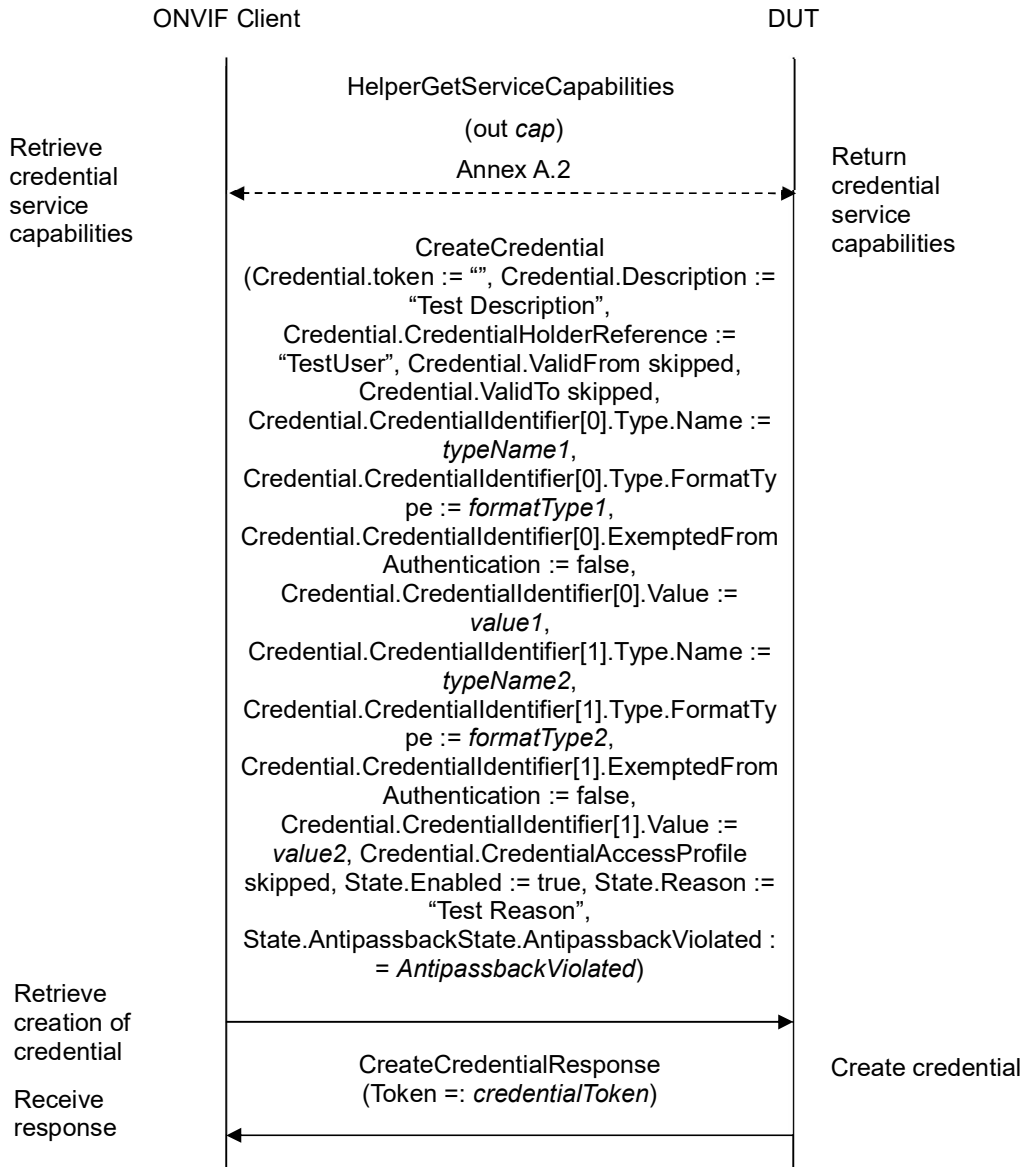 ONVIF Client
DUT
HelperGetServiceCapabilities
(out cap)
Annex A.2
Retrieve
credential
service
capabilities
Return
credential
service
capabilities
CreateCredential
(Credential.token := “”, Credential.Description :=
“Test Description”,
Credential.CredentialHolderReference :=
“TestUser”, Credential.ValidFrom skipped,
Credential.ValidTo skipped,
Credential.CredentialIdentifier[0].Type.Name :=
typeName1,
Credential.CredentialIdentifier[0].Type.FormatTy
pe := formatType1,
Credential.CredentialIdentifier[0].ExemptedFrom
Authentication := false,
Credential.CredentialIdentifier[0].Value :=
value1,
Credential.CredentialIdentifier[1].Type.Name :=
typeName2,
Credential.CredentialIdentifier[1].Type.FormatTy
pe := formatType2,
Credential.CredentialIdentifier[1].ExemptedFrom
Authentication := false,
Credential.CredentialIdentifier[1].Value :=
value2, Credential.CredentialAccessProfile
skipped, State.Enabled := true, State.Reason :=
“Test Reason”,
State.AntipassbackState.AntipassbackViolated :
= AntipassbackViolated)
Retrieve
creation of
credential
CreateCredentialResponse
(Token =: credentialToken)
Create credential
Receive
response